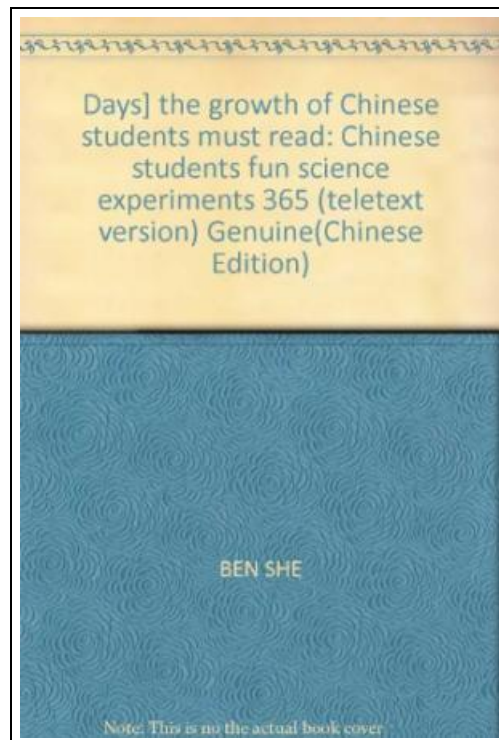 Days] the growth of Chinese
students must read: Chinese
students fun science
experiments 365 (teletext
version) Genuine(Chinese
Edition)
BEN SHE
Note: This is no the actual book cover